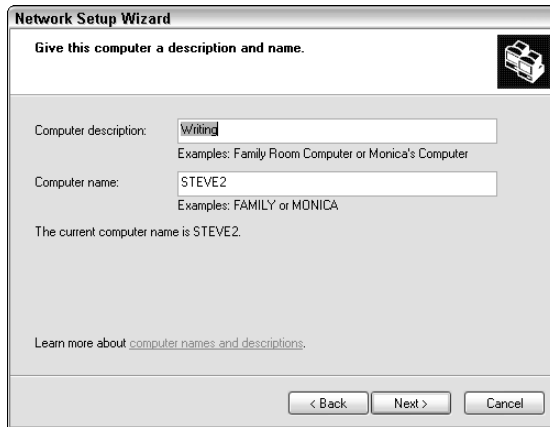 Network Setup Wizard
Give this computer a description and name.
Computer description: Writing
Examples: Family Room Computer or Monica's Computer
Computer name: STEVE2
Examples: FAMILY or MONICA
The current computer name is STEVE2.
Learn more about computer names and descriptions.
< Back Next > Cancel